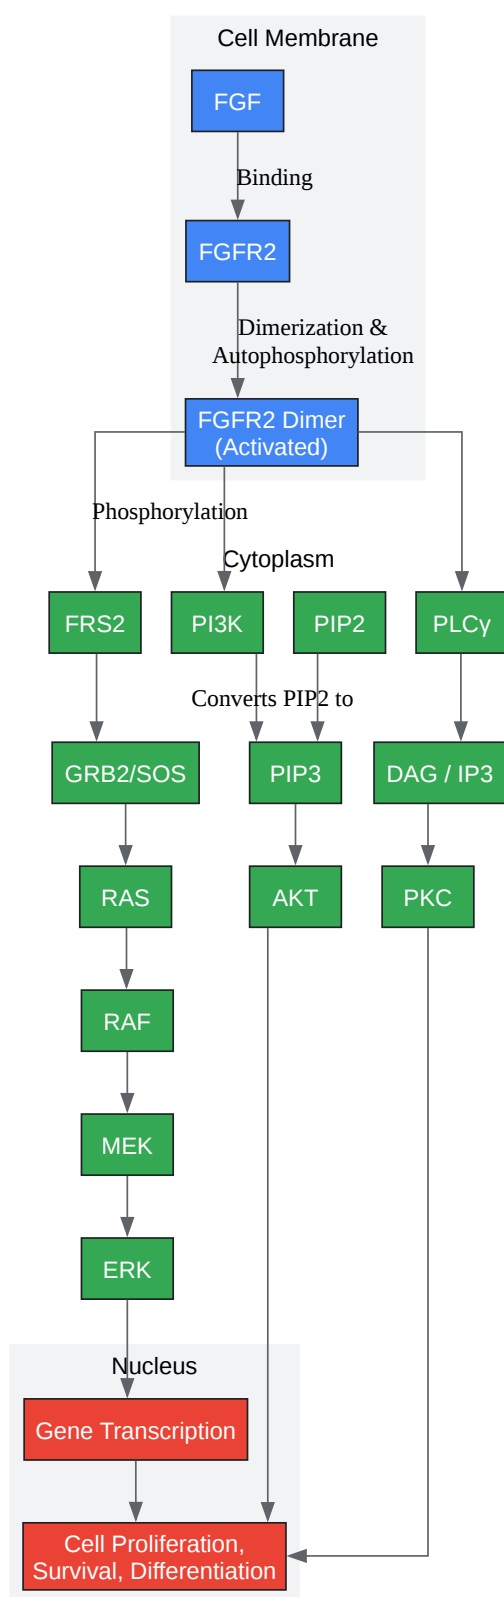 Cell Membrane
FGF
Binding
FGFR2
Dimerization &
Autophosphorylation
FGFR2 Dimer
(Activated)
Phosphorylation
Cytoplasm
FRS2
PI3K
PIP2
PLCγ
Converts PIP2 to
GRB2/SOS
PIP3
DAG / IP3
RAS
AKT
PKC
RAF
MEK
ERK
Nucleus
Gene Transcription
Cell Proliferation,
Survival, Differentiation